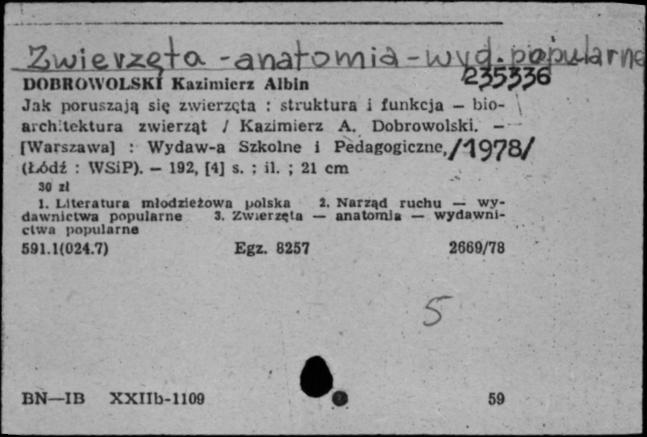 Zwierzęta - anatomia - wyd. popularne
DOBROWOLSKI Kazimierz Albin 235336
Jak poruszają się zwierzęta : struktura i funkcja — bio-
architektura zwierząt / Kazimierz A. Dobrowolski. —
[Warszawa] : Wydaw-a Szkolne i Pedagogiczne, /1978/
(Łódź : WSiP). — 192, [4] s. ; il. ; 21 cm
30 zł
1. Literatura młodzieżowa polska 2. Narząd ruchu — wy-
dawnictwa popularne 3. Zwierzęta — anatomia — wydawni-
ctwa popularne
591.1(024.7) Egz. 8257 2669/78
5
BN—IB XXIIb-1109 59